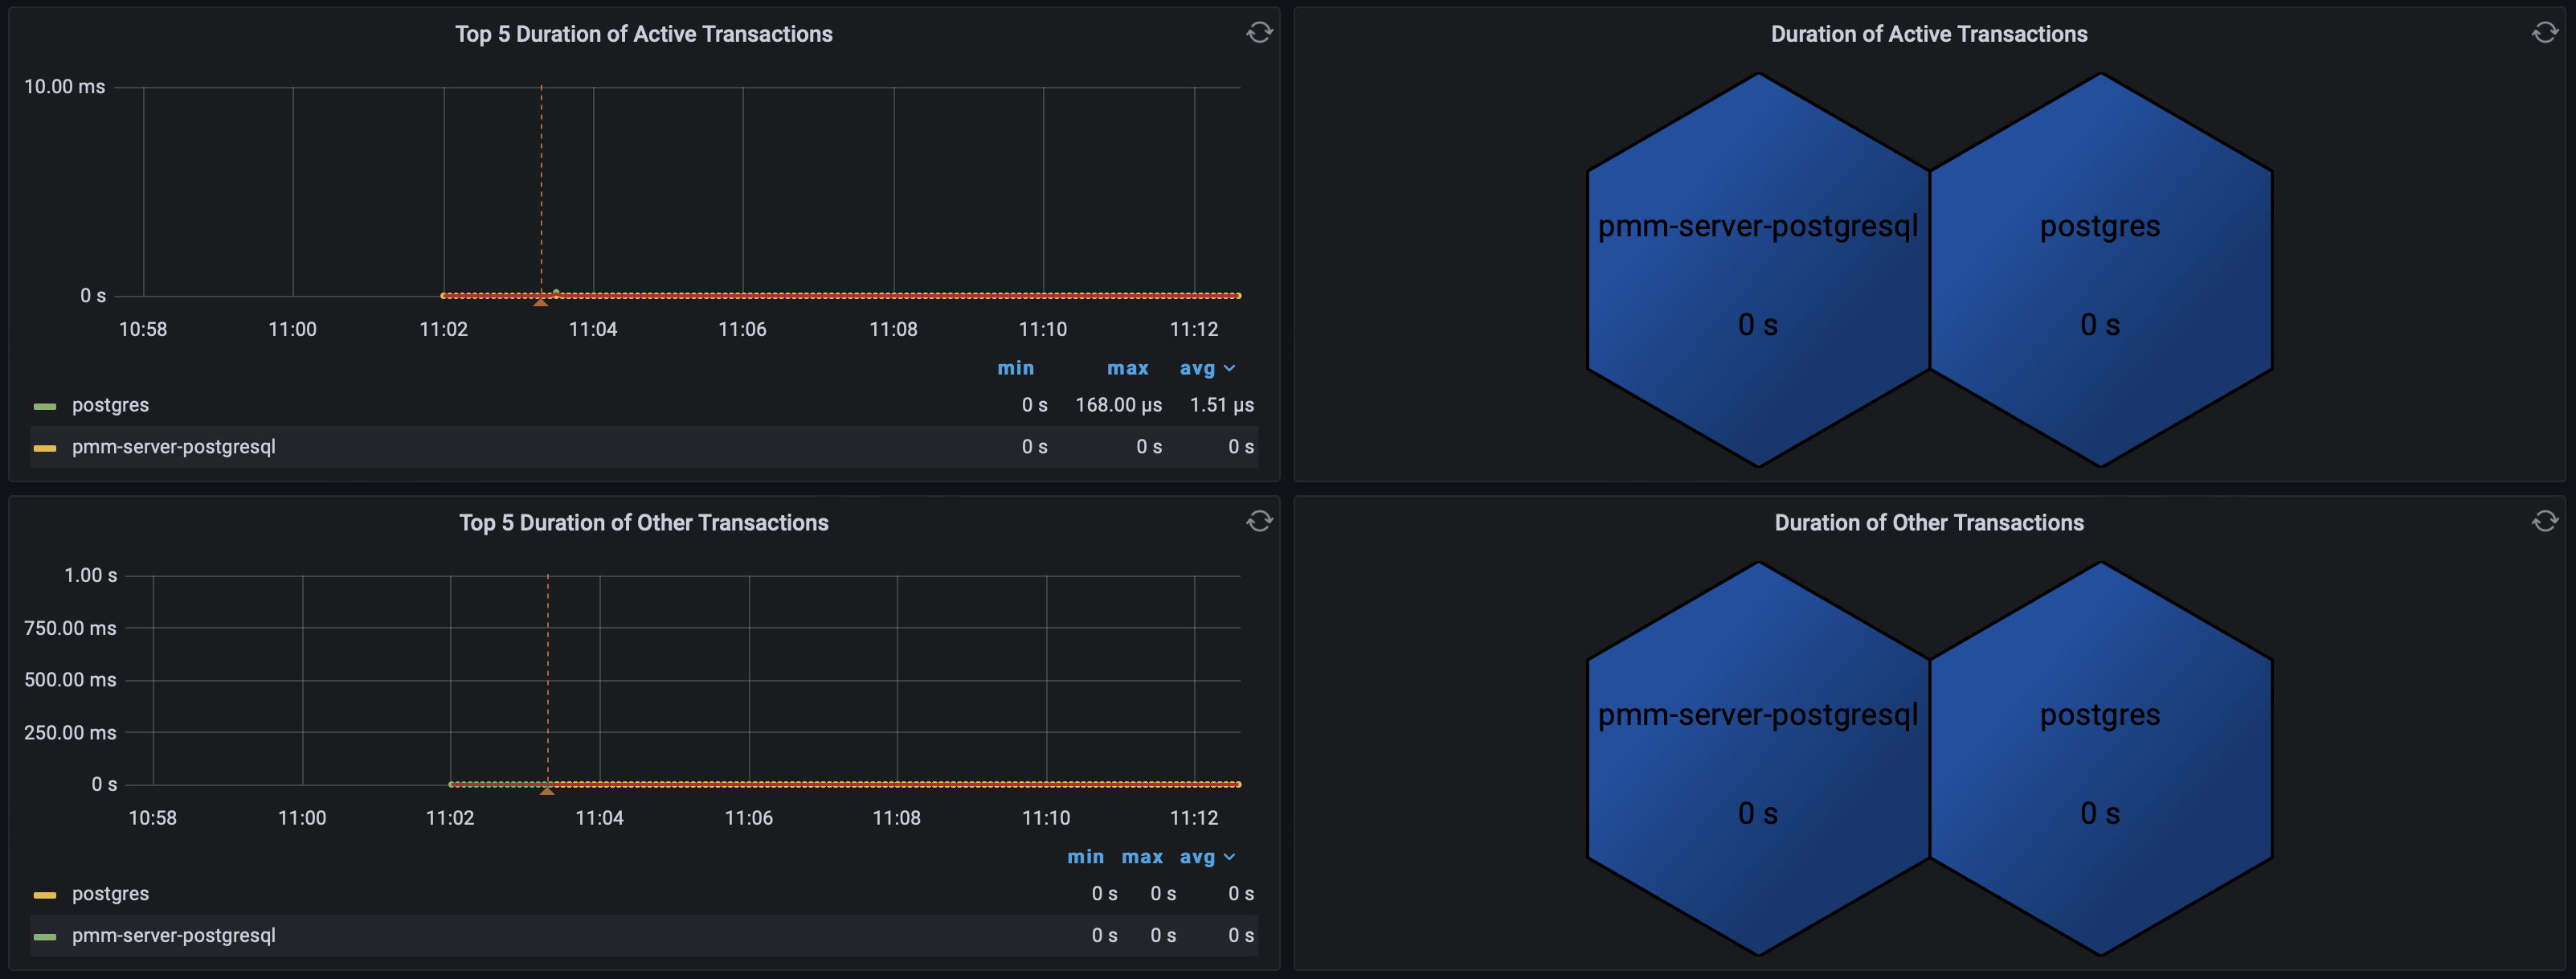 Top 5 Duration of Active Transactions
10.00 ms
0 s
10:58 11:00 11:02 11:04 11:06 11:08 11:10 11:12
min max avg
postgres 0 s 168.00 µs 1.51 µs
pmm-server-postgresql 0 s 0 s 0 s
Duration of Active Transactions
pmm-server-postgresql postgres
0 s 0 s
Top 5 Duration of Other Transactions
1.00 s
750.00 ms
500.00 ms
250.00 ms
0 s
10:58 11:00 11:02 11:04 11:06 11:08 11:10 11:12
min max avg
postgres 0 s 0 s 0 s
pmm-server-postgresql 0 s 0 s 0 s
Duration of Other Transactions
pmm-server-postgresql postgres
0 s 0 s